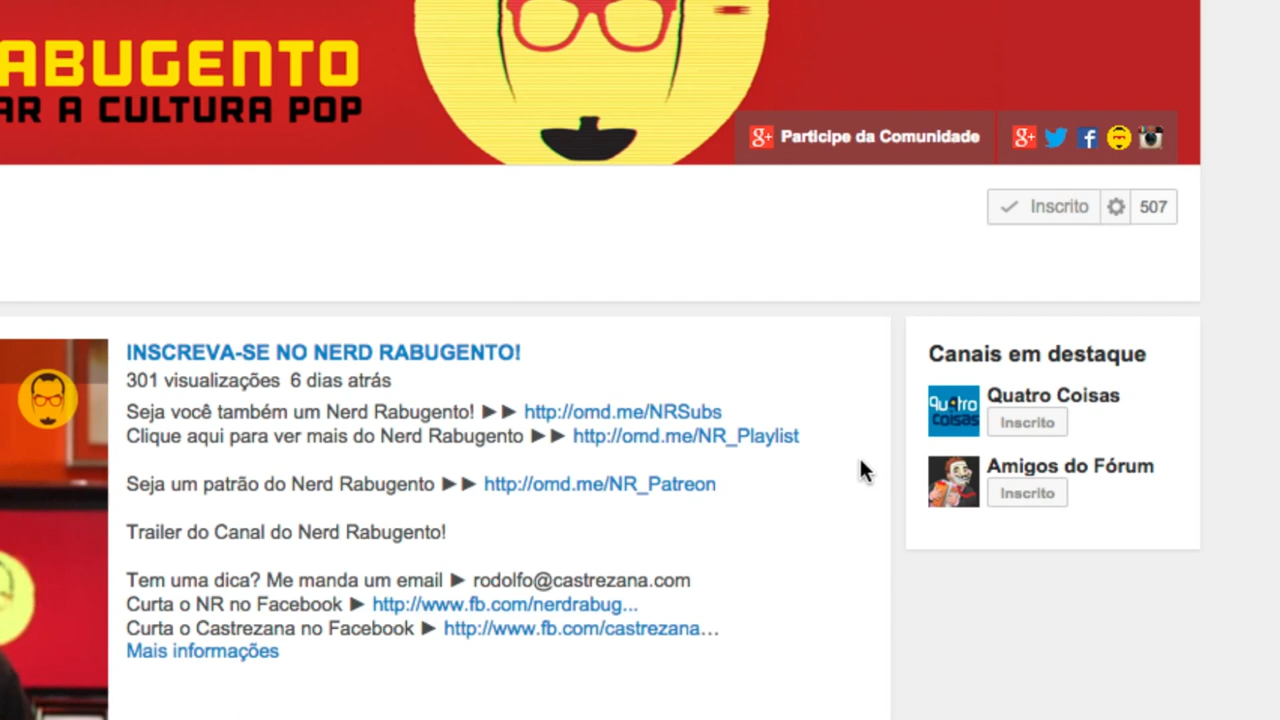 ABUGENTO
AR A CULTURA POP
g+ Participe da Comunidade
g+
Inscrito 507
INSCREVA-SE NO NERD RABUGENTO!
301 visualizações 6 dias atrás
Seja você também um Nerd Rabugento! ►► http://omd.me/NRSubs
Clique aqui para ver mais do Nerd Rabugento ►► http://omd.me/NR_Playlist
Seja um patrão do Nerd Rabugento ►► http://omd.me/NR_Patreon
Trailer do Canal do Nerd Rabugento!
Tem uma dica? Me manda um email ► rodolfo@castrezana.com
Curta o NR no Facebook ► http://www.fb.com/nerdrabug...
Curta o Castrezana no Facebook ► http://www.fb.com/castrezana...
Mais informações
Canais em destaque
Quatro Coisas
quatro
coisas
Inscrito
Amigos do Fórum
Inscrito